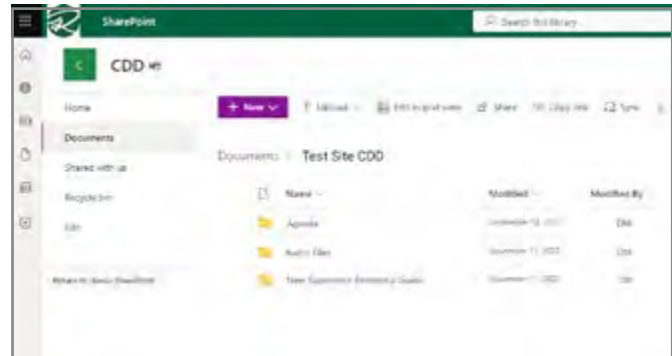 SharePoint
Search this library
C
CDD
Home
+ New
Upload
Edit in grid view
Share
Copy link
Sync
Documents
Documents > Test Site CDD
Shared with us
Name
Modified
Modified By
Recycle bin
Agenda
Edit
Audio Files
Return to classic SharePoint